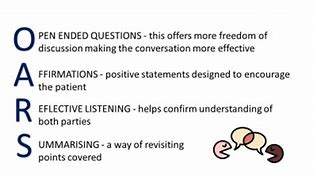 OPEN ENDED QUESTIONS - this offers more freedom of
discussion making the conversation more effective
AFFIRMATIONS - positive statements designed to encourage
the patient
REFLECTIVE LISTENING - helps confirm understanding of
both parties
SUMMARISING - a way of revisiting
points covered